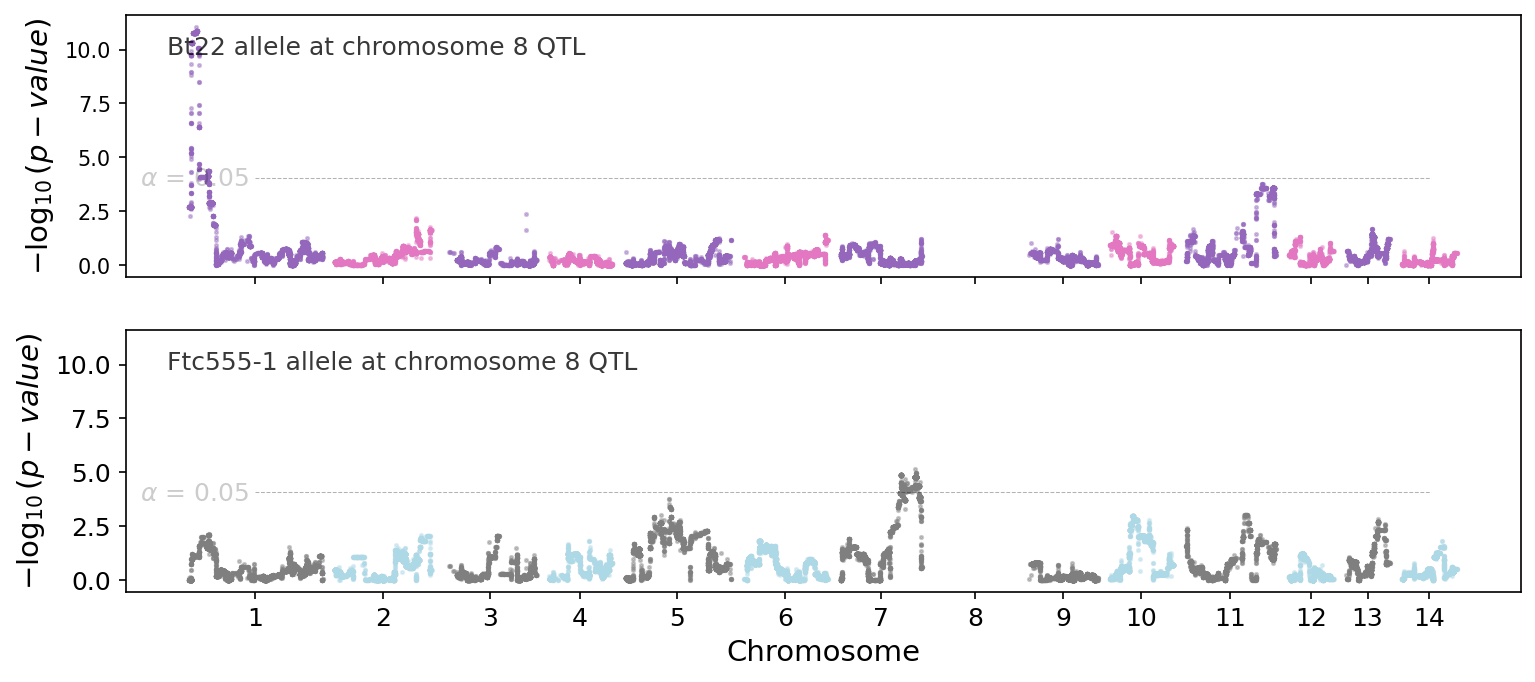 10.0
7.5
5.0
2.5
0.0
−log10 (p − value)
Bt22 allele at chromosome 8 QTL
α = 0.05
10.0
7.5
5.0
2.5
0.0
−log10 (p − value)
Ftc555-1 allele at chromosome 8 QTL
α = 0.05
1 2 3 4 5 6 7 8 9 10 11 12 13 14
Chromosome